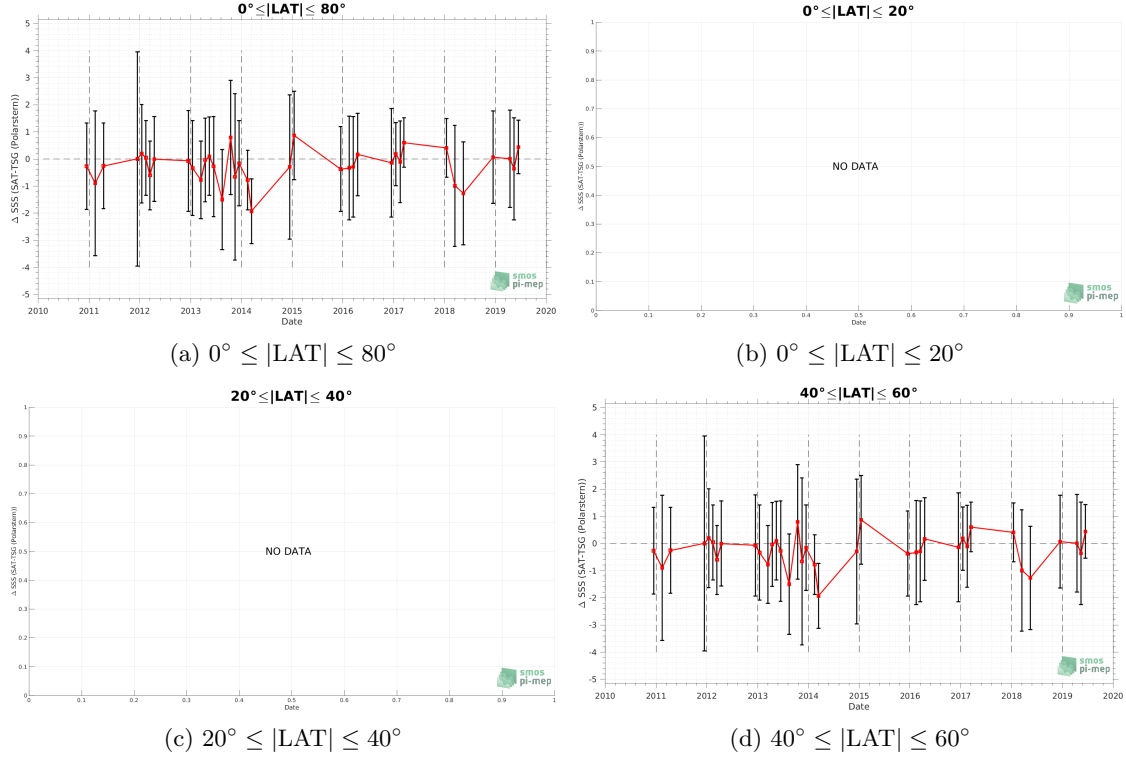 0°≤|LAT|≤ 80°
Δ SSS (SAT-TSG (Polarstern))
5
4
3
2
1
0
-1
-2
-3
-4
-5
2010 2011 2012 2013 2014 2015 2016 2017 2018 2019 2020
Date
smos
pi-mep
(a) 0° ≤ |LAT| ≤ 80°
0°≤|LAT|≤ 20°
Δ SSS (SAT-TSG (Polarstern))
1
0.9
0.8
0.7
0.6
0.5
0.4
0.3
0.2
0.1
0
NO DATA
0 0.1 0.2 0.3 0.4 0.5 0.6 0.7 0.8 0.9 1
Date
smos
pi-mep
(b) 0° ≤ |LAT| ≤ 20°
20°≤|LAT|≤ 40°
Δ SSS (SAT-TSG (Polarstern))
1
0.9
0.8
0.7
0.6
0.5
0.4
0.3
0.2
0.1
0
NO DATA
0 0.1 0.2 0.3 0.4 0.5 0.6 0.7 0.8 0.9 1
Date
smos
pi-mep
(c) 20° ≤ |LAT| ≤ 40°
40°≤|LAT|≤ 60°
Δ SSS (SAT-TSG (Polarstern))
5
4
3
2
1
0
-1
-2
-3
-4
-5
2010 2011 2012 2013 2014 2015 2016 2017 2018 2019 2020
Date
smos
pi-mep
(d) 40° ≤ |LAT| ≤ 60°